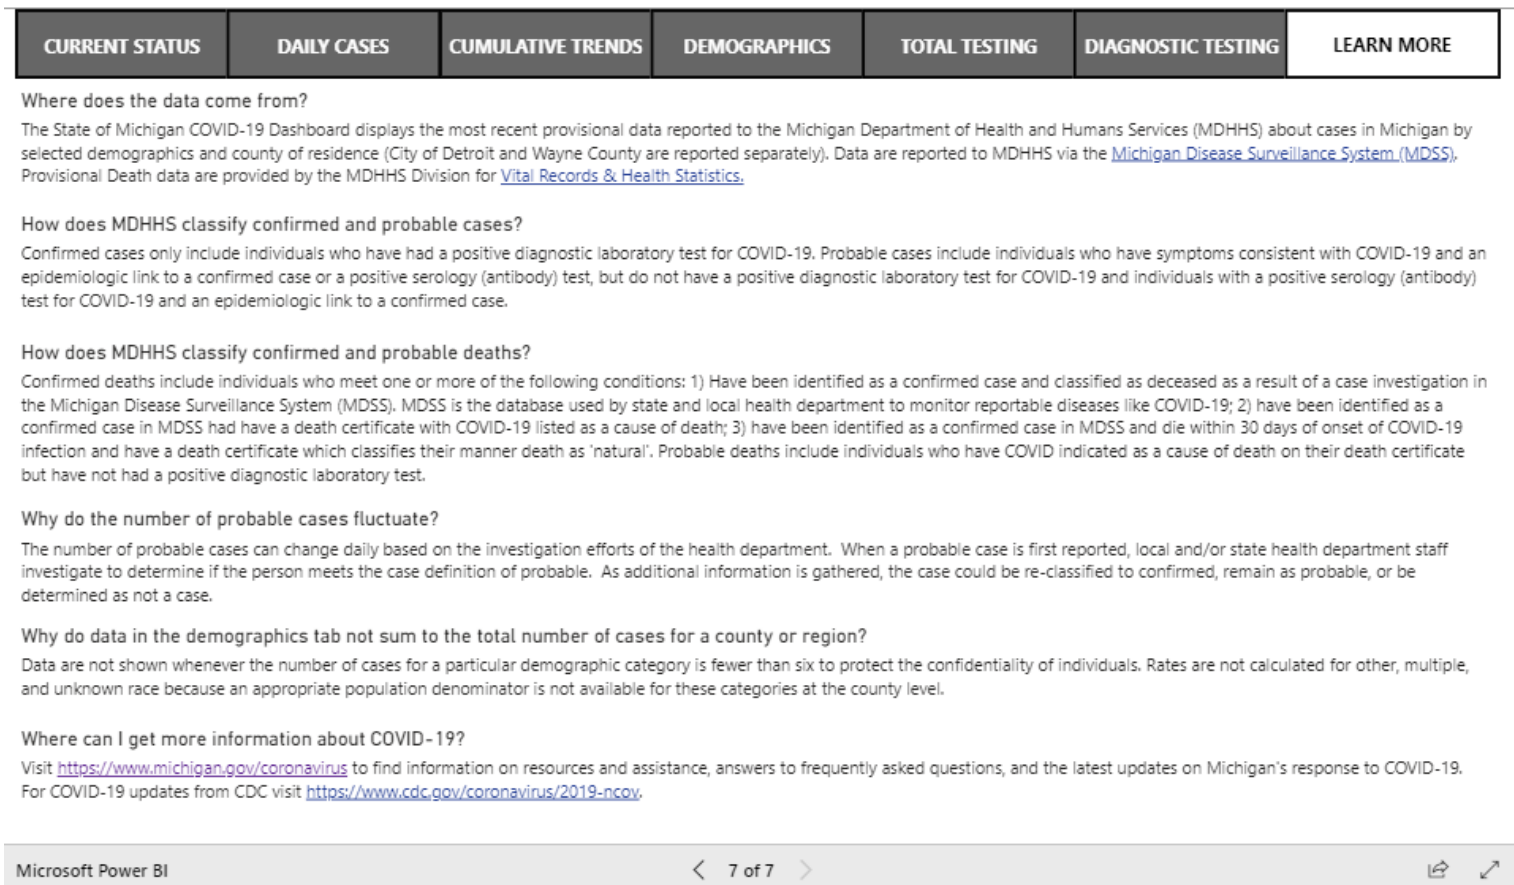 CURRENT STATUS DAILY CASES CUMULATIVE TRENDS DEMOGRAPHICS TOTAL TESTING DIAGNOSTIC TESTING LEARN MORE
Where does the data come from?
The State of Michigan COVID-19 Dashboard displays the most recent provisional data reported to the Michigan Department of Health and Humans Services (MDHHS) about cases in Michigan by
selected demographics and county of residence (City of Detroit and Wayne County are reported separately). Data are reported to MDHHS via the Michigan Disease Surveillance System (MDSS).
Provisional Death data are provided by the MDHHS Division for Vital Records & Health Statistics.
How does MDHHS classify confirmed and probable cases?
Confirmed cases only include individuals who have had a positive diagnostic laboratory test for COVID-19. Probable cases include individuals who have symptoms consistent with COVID-19 and an
epidemiologic link to a confirmed case or a positive serology (antibody) test, but do not have a positive diagnostic laboratory test for COVID-19 and individuals with a positive serology (antibody)
test for COVID-19 and an epidemiologic link to a confirmed case.
How does MDHHS classify confirmed and probable deaths?
Confirmed deaths include individuals who meet one or more of the following conditions: 1) Have been identified as a confirmed case and classified as deceased as a result of a case investigation in
the Michigan Disease Surveillance System (MDSS). MDSS is the database used by state and local health department to monitor reportable diseases like COVID-19; 2) have been identified as a
confirmed case in MDSS had have a death certificate with COVID-19 listed as a cause of death; 3) have been identified as a confirmed case in MDSS and die within 30 days of onset of COVID-19
infection and have a death certificate which classifies their manner death as 'natural'. Probable deaths include individuals who have COVID indicated as a cause of death on their death certificate
but have not had a positive diagnostic laboratory test.
Why do the number of probable cases fluctuate?
The number of probable cases can change daily based on the investigation efforts of the health department. When a probable case is first reported, local and/or state health department staff
investigate to determine if the person meets the case definition of probable. As additional information is gathered, the case could be re-classified to confirmed, remain as probable, or be
determined as not a case.
Why do data in the demographics tab not sum to the total number of cases for a county or region?
Data are not shown whenever the number of cases for a particular demographic category is fewer than six to protect the confidentiality of individuals. Rates are not calculated for other, multiple,
and unknown race because an appropriate population denominator is not available for these categories at the county level.
Where can I get more information about COVID-19?
Visit https://www.michigan.gov/coronavirus to find information on resources and assistance, answers to frequently asked questions, and the latest updates on Michigan's response to COVID-19.
For COVID-19 updates from CDC visit https://www.cdc.gov/coronavirus/2019-ncov.
Microsoft Power BI 7 of 7